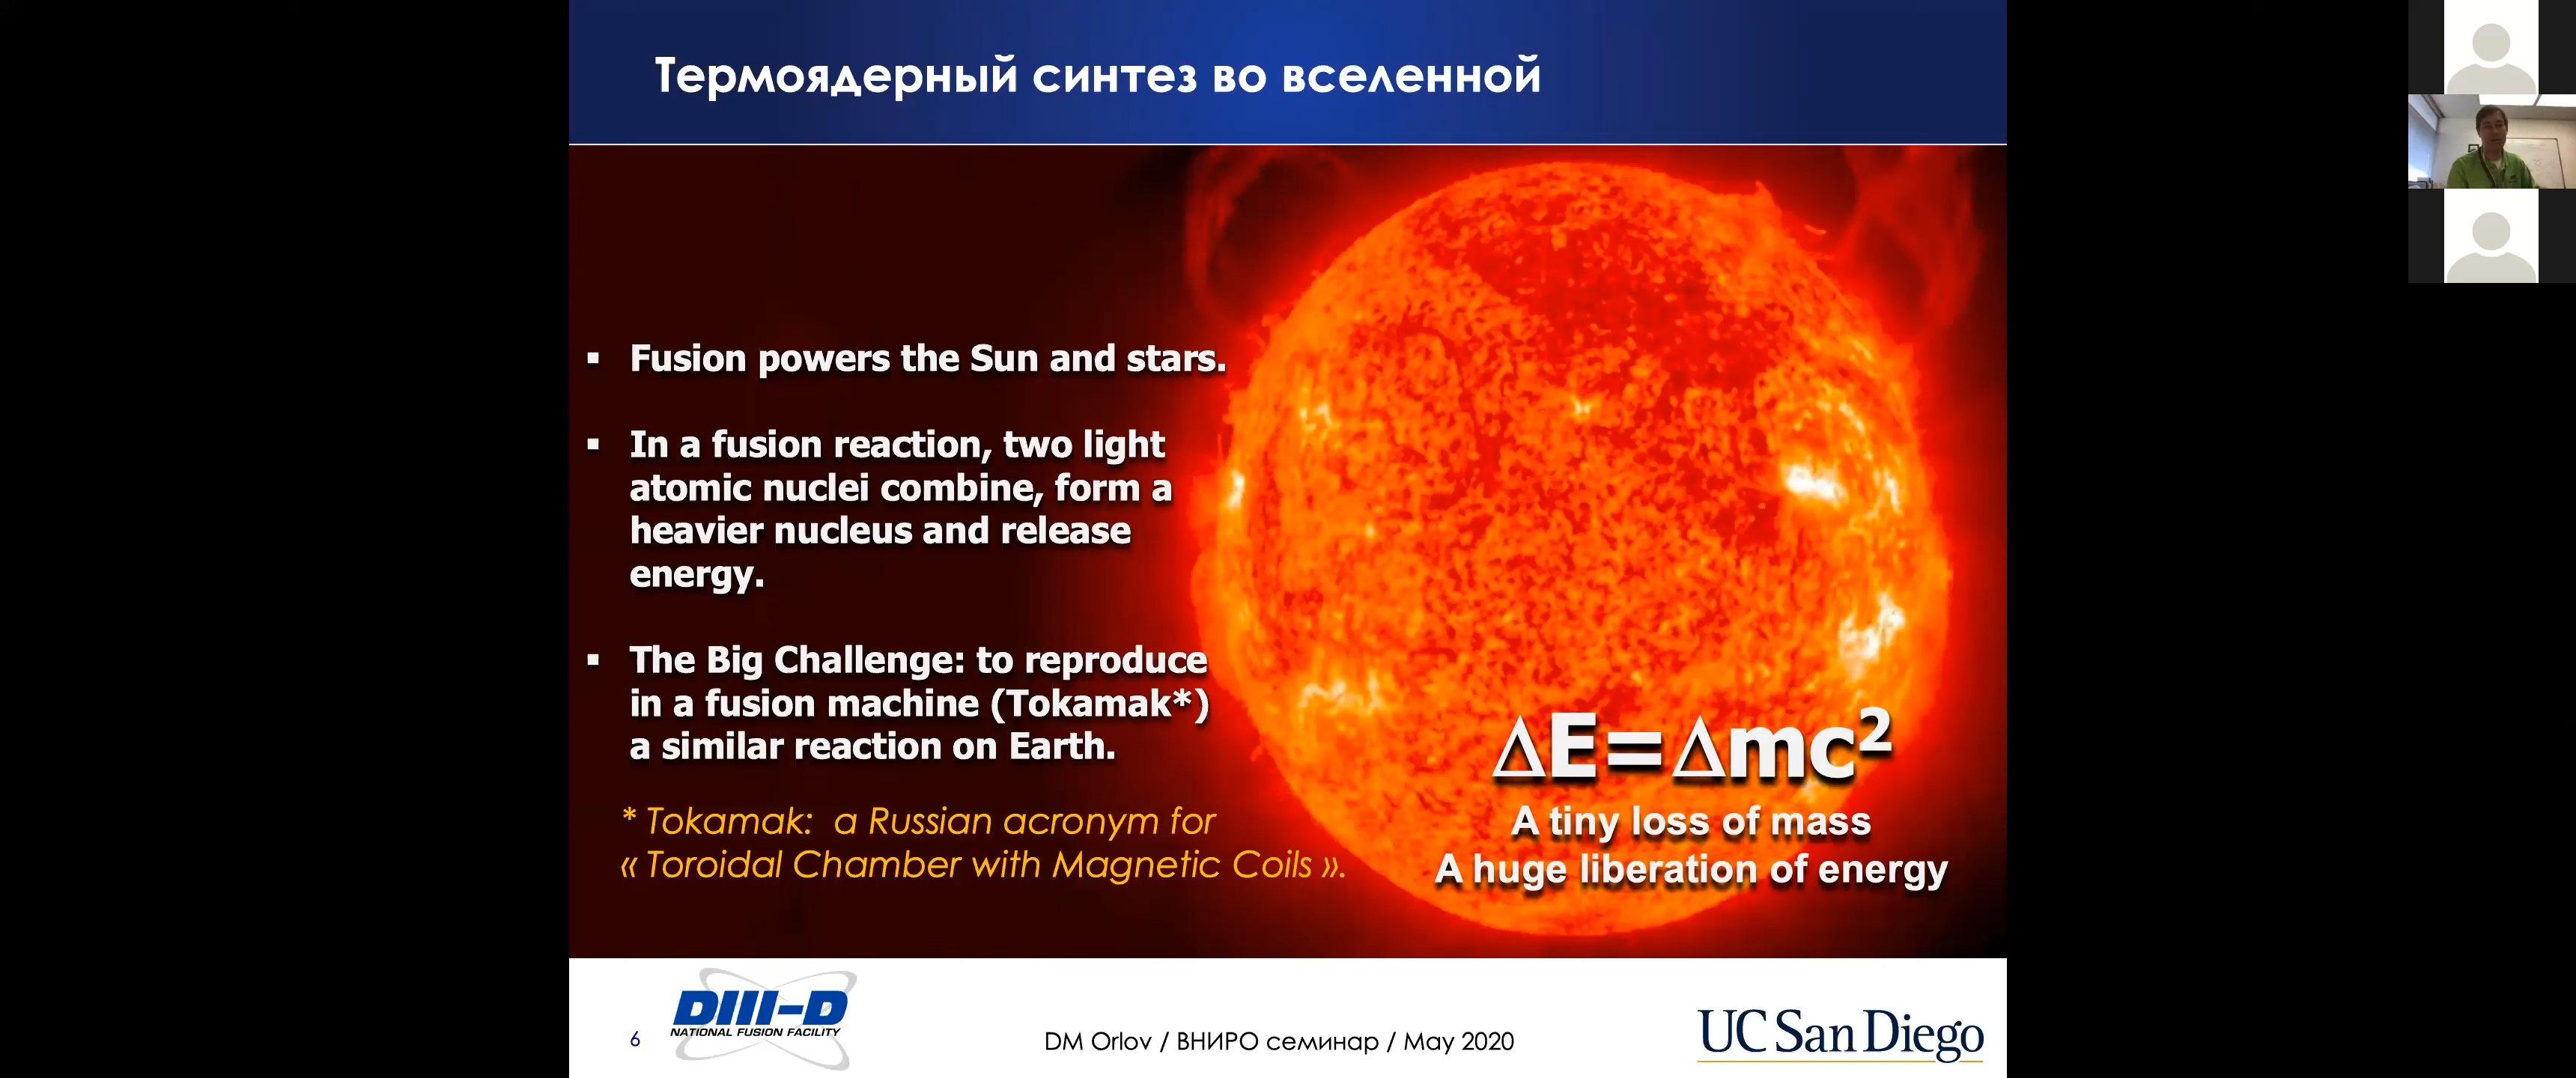 Термоядерный синтез во вселенной
▪ Fusion powers the Sun and stars.
▪ In a fusion reaction, two light
atomic nuclei combine, form a
heavier nucleus and release
energy.
▪ The Big Challenge: to reproduce
in a fusion machine (Tokamak*)
a similar reaction on Earth.
* Tokamak: a Russian acronym for
« Toroidal Chamber with Magnetic Coils ».
ΔE=Δmc²
A tiny loss of mass
A huge liberation of energy
6
DIII-D
NATIONAL FUSION FACILITY
DM Orlov / ВНИРО семинар / May 2020
UC San Diego